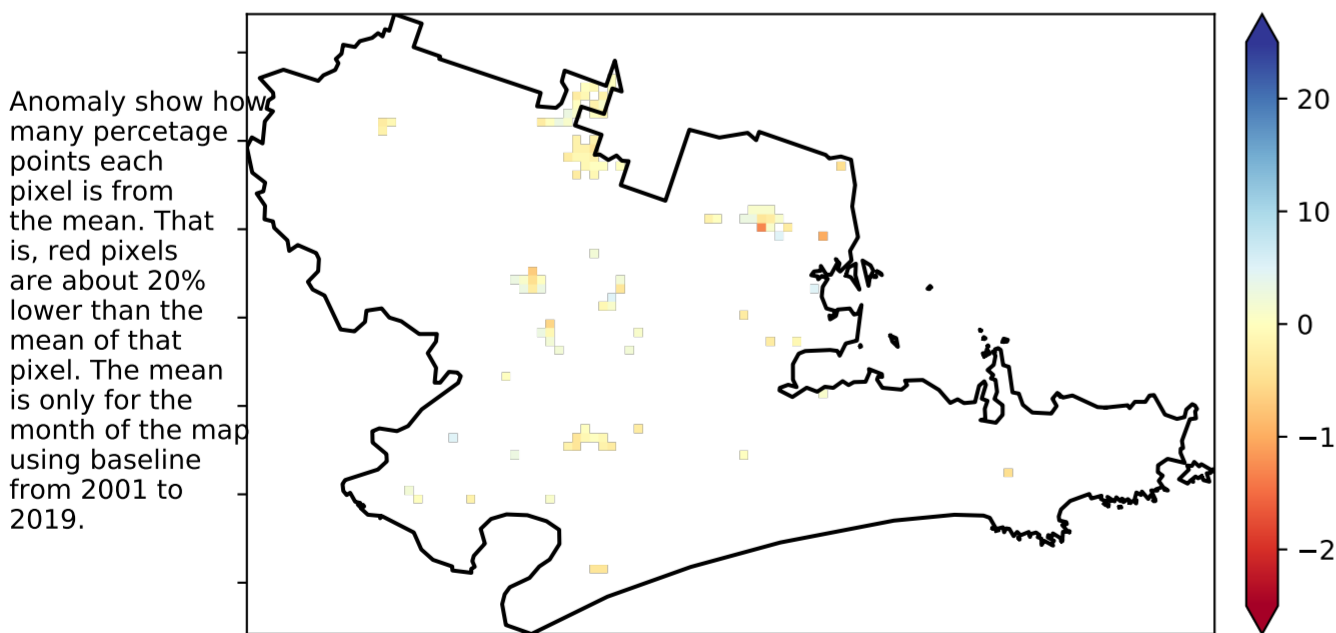 Anomaly show how
many percetage
points each
pixel is from
the mean. That
is, red pixels
are about 20%
lower than the
mean of that
pixel. The mean
is only for the
month of the map
using baseline
from 2001 to
2019.
20
10
0
−1
−2